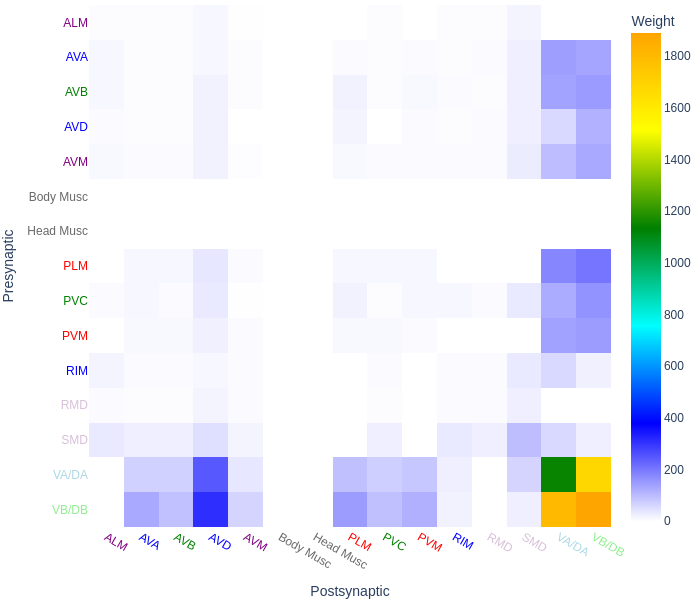 Weight
ALM
AVA
AVB
AVD
AVM
Body Musc
Head Musc
PLM
PVC
PVM
RIM
RMD
SMD
VA/DA
VB/DB
Presynaptic
1800
1600
1400
1200
1000
800
600
400
200
0
ALM
AVA
AVB
AVD
AVM
Body Musc
Head Musc
PLM
PVC
PVM
RIM
RMD
SMD
VA/DA
VB/DB
Postsynaptic